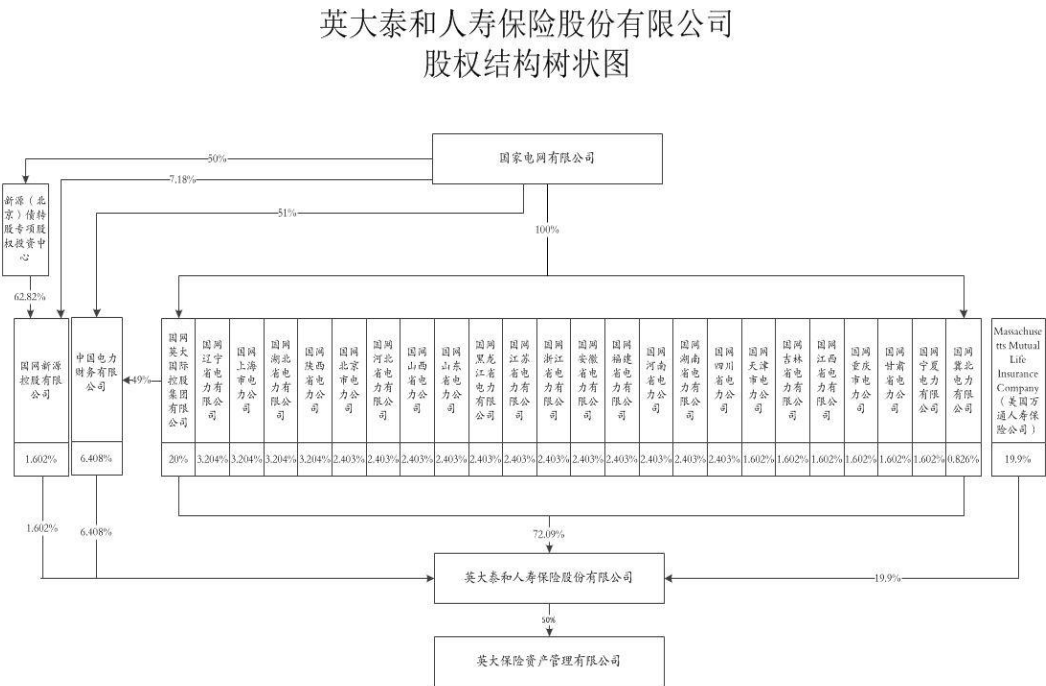 英大泰和人寿保险股份有限公司
股权结构树状图
国家电网有限公司
50%
7.18%
新源（北
京）债转
股专项股
权投资中
心
51%
100%
62.82%
国网新源
控股有限
公司
中国电力
财务有限
公司
49%
国网
英大
国际
控股
集团
有限
公司
国网
辽宁
省电
力有
限公
司
国网
上海
市电
力公
司
国网
湖北
省电
力有
限公
司
国网
陕西
省电
力公
司
国网
北京
市电
力公
司
国网
河北
省电
力有
限公
司
国网
山西
省电
力公
司
国网
山东
省电
力公
司
国网
黑龙
江省
电力
有限
公司
国网
江苏
省电
力有
限公
司
国网
浙江
省电
力有
限公
司
国网
安徽
省电
力有
限公
司
国网
福建
省电
力有
限公
司
国网
河南
省电
力公
司
国网
湖南
省电
力有
限公
司
国网
四川
省电
力公
司
国网
天津
市电
力公
司
国网
吉林
省电
力有
限公
司
国网
江西
省电
力有
限公
司
国网
重庆
市电
力公
司
国网
甘肃
省电
力公
司
国网
宁夏
电力
有限
公司
国网
冀北
电力
有限
公司
Massachuse
tts Mutual
Life
Insurance
Company
（美国万
通人寿保
险公司）
1.602%
6.408%
20%
3.204%
3.204%
3.204%
3.204%
2.403%
2.403%
2.403%
2.403%
2.403%
2.403%
2.403%
2.403%
2.403%
2.403%
2.403%
2.403%
1.602%
1.602%
1.602%
1.602%
1.602%
1.602%
0.826%
19.9%
1.602%
6.408%
72.09%
英大泰和人寿保险股份有限公司
19.9%
50%
英大保险资产管理有限公司